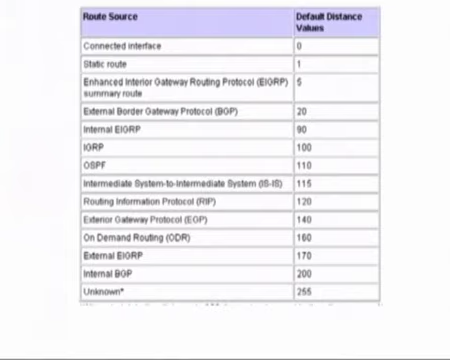 Route Source Default Distance
Values
Connected interface 0
Static route 1
Enhanced Interior Gateway Routing Protocol (EIGRP) 5
summary route
External Border Gateway Protocol (BGP) 20
Internal EIGRP 90
IGRP 100
OSPF 110
Intermediate System-to-Intermediate System (IS-IS) 115
Routing Information Protocol (RIP) 120
Exterior Gateway Protocol (EGP) 140
On Demand Routing (ODR) 160
External EIGRP 170
Internal BGP 200
Unknown* 255